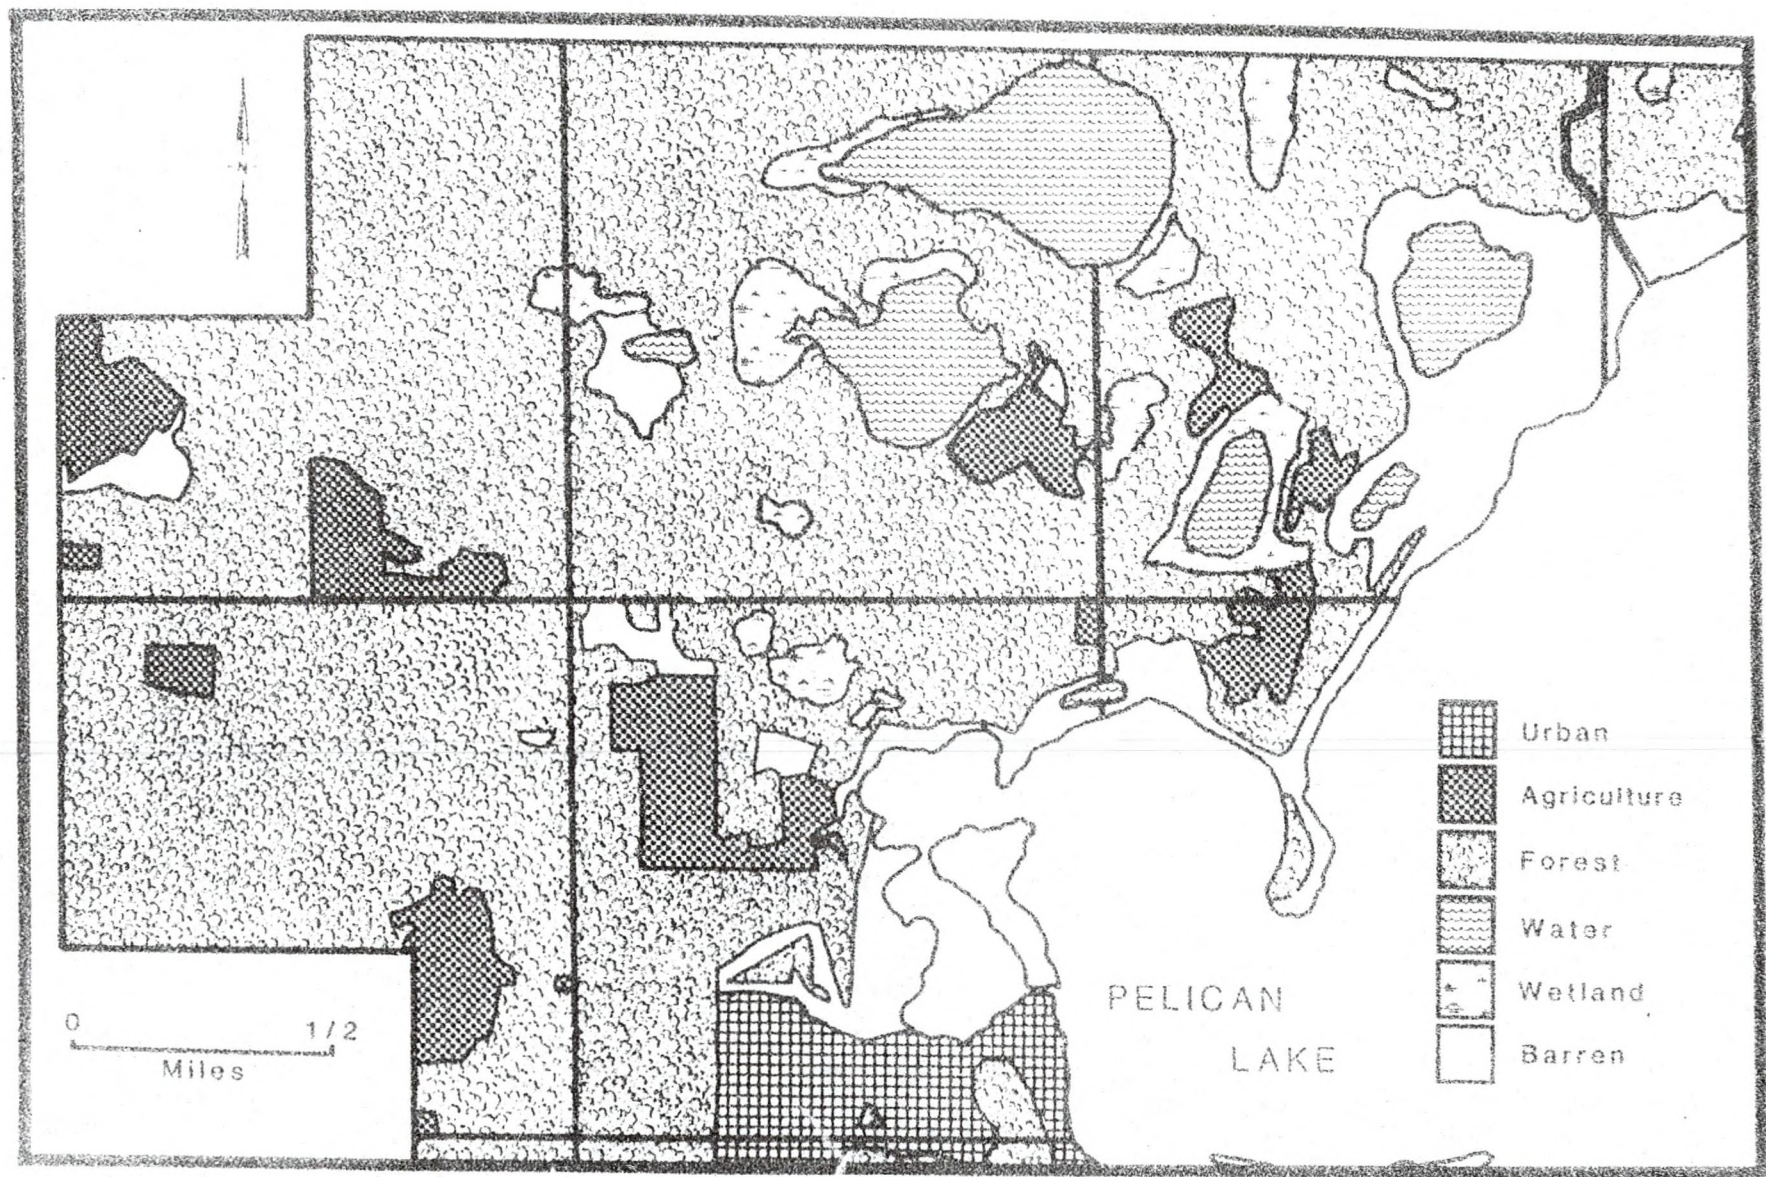 N
Urban
Agriculture
Forest
Water
Wetland
Barren
PELICAN
LAKE
0 1/2
Miles